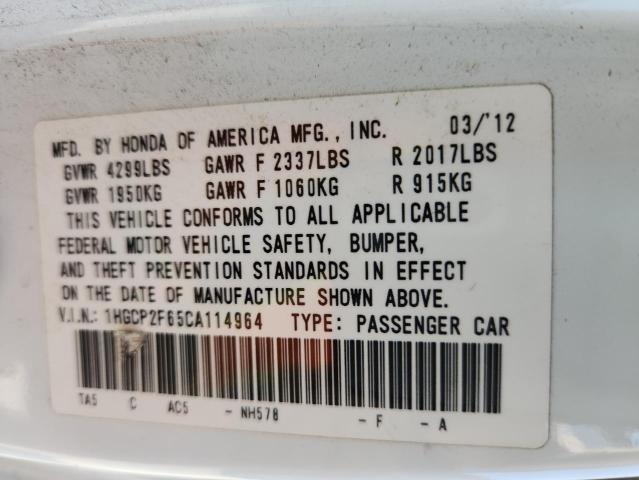 MFD. BY HONDA OF AMERICA MFG., INC. 03/'12
GVWR 4299LBS GAWR F 2337LBS R 2017LBS
GVWR 1950KG GAWR F 1060KG R 915KG
THIS VEHICLE CONFORMS TO ALL APPLICABLE
FEDERAL MOTOR VEHICLE SAFETY, BUMPER,
AND THEFT PREVENTION STANDARDS IN EFFECT
ON THE DATE OF MANUFACTURE SHOWN ABOVE.
V.I.N.: 1HGCP2F65CA114964 TYPE: PASSENGER CAR
TA5 C AC5 - NH578 - F - A